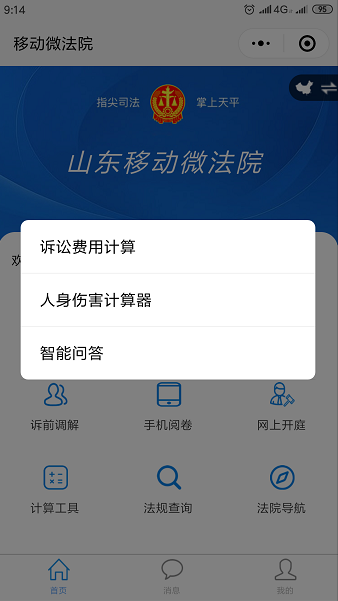 9:14
4G
95
移动微法院
指尖司法
掌上天平
山东移动微法院
诉讼费用计算
人身伤害计算器
智能问答
诉前调解
手机阅卷
网上开庭
计算工具
法规查询
法院导航
首页
消息
我的